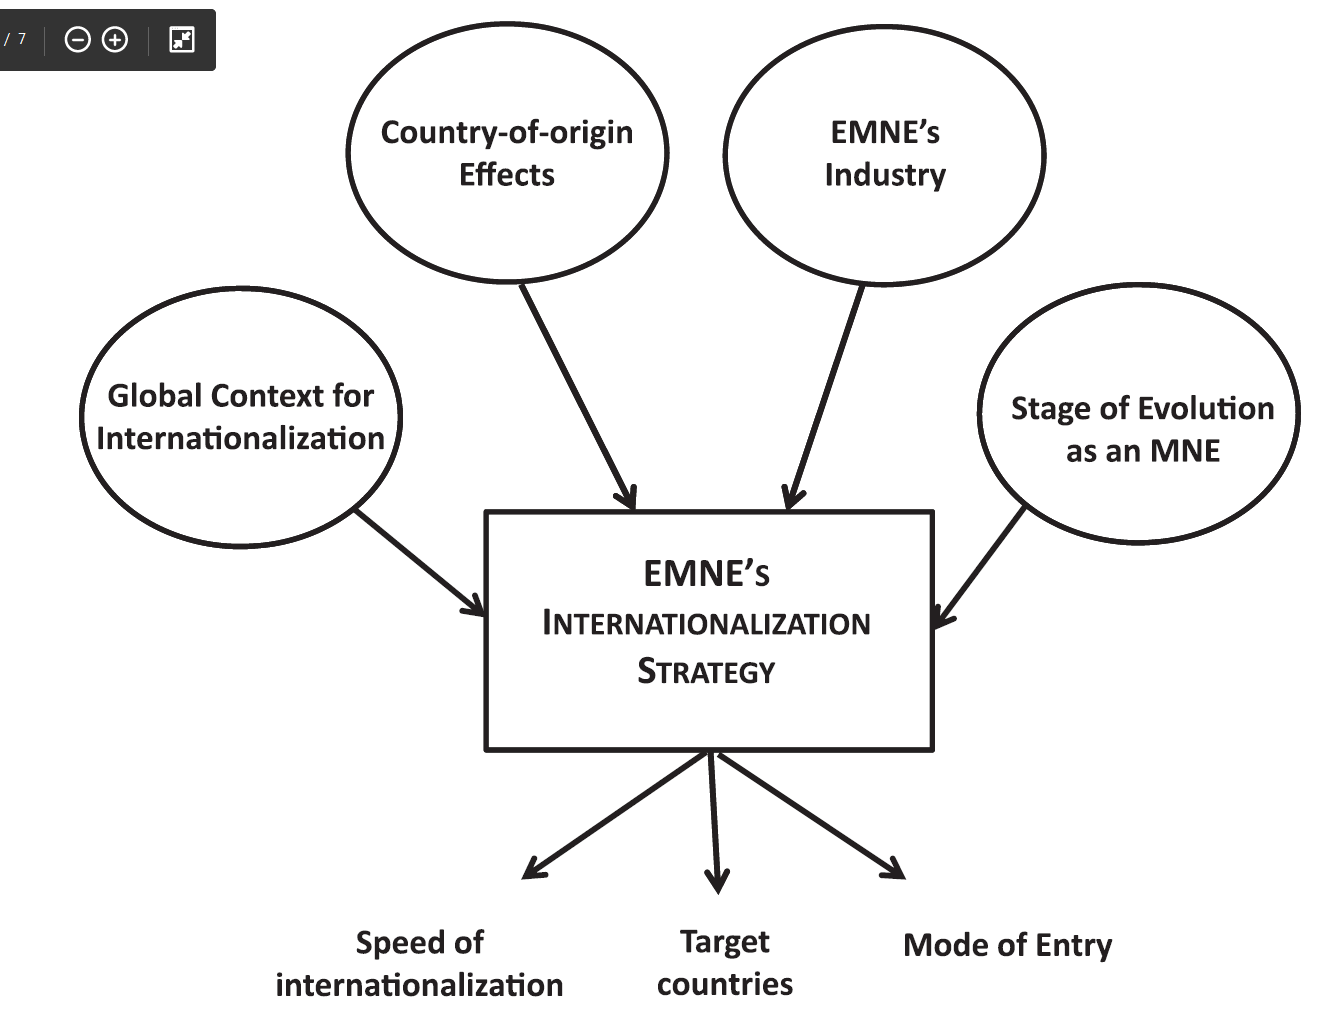 / 7
Country-of-origin
Effects
EMNE’s
Industry
Global Context for
Internationalization
Stage of Evolution
as an MNE
EMNE’s
Internationalization
Strategy
Speed of
internationalization
Target
countries
Mode of Entry